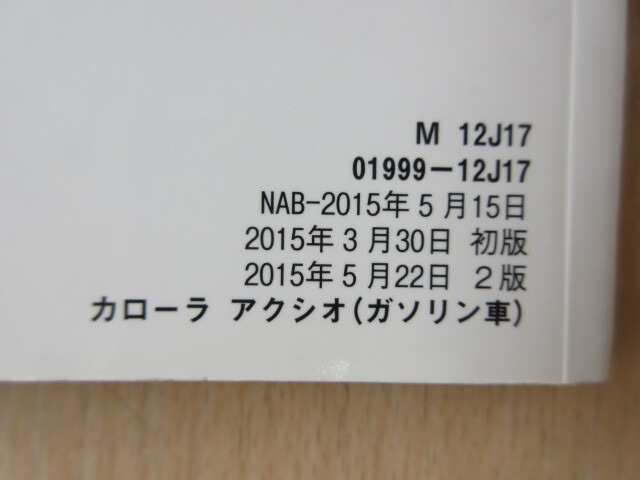 M 12J17
01999-12J17
NAB-2015年5月15日
2015年3月30日 初版
2015年5月22日 2版
カローラ アクシオ(ガソリン車)